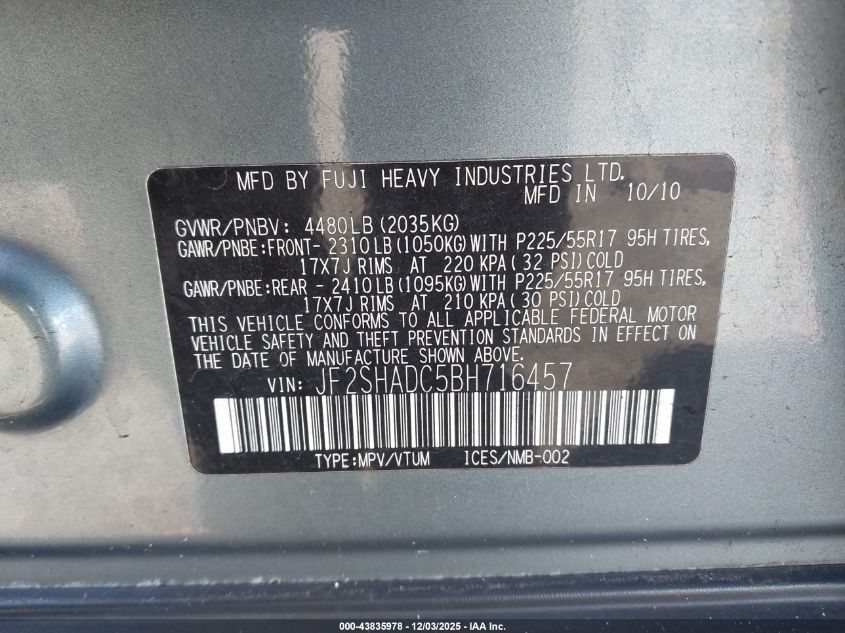 MFD BY FUJI HEAVY INDUSTRIES LTD.
MFD IN 10/10
GVWR/PNBV: 4480LB (2035KG)
GAWR/PNBE:FRONT- 2310LB (1050KG) WITH P225/55R17 95H TIRES,
17X7J RIMS AT 220 KPA (32 PSI) COLD
GAWR/PNBE:REAR - 2410LB (1095KG) WITH P225/55R17 95H TIRES,
17X7J RIMS AT 210 KPA (30 PSI) COLD
THIS VEHICLE CONFORMS TO ALL APPLICABLE FEDERAL MOTOR
VEHICLE SAFETY AND THEFT PREVENTION STANDARDS IN EFFECT ON
THE DATE OF MANUFACTURE SHOWN ABOVE.
VIN: JF2SHADC5BH716457
TYPE:MPV/VTUM ICES/NMB-002
000-43835978 - 12/03/2025 - IAA Inc.